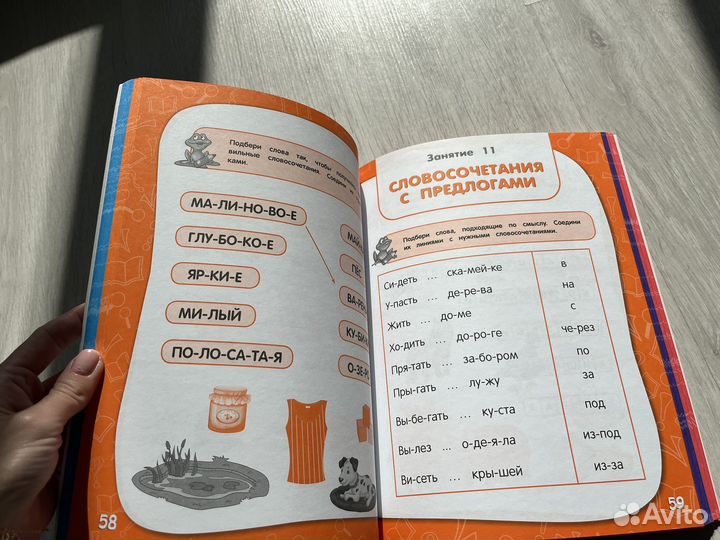 Подбери слова так, чтобы
вильные словосочетания. Соедини
ками.
МА-ЛИ-НО-ВО-Е
ГЛУ-БО-КО-Е
ЯР-КИ-Е
МИ-ЛЫЙ
ПО-ЛО-СА-ТА-Я
58
Занятие 11
СЛОВОСОЧЕТАНИЯ
С ПРЕДЛОГАМИ
Подбери слова, подходящие по смыслу. Соедини
их линиями с нужными словосочетаниями.
Си-деть ... ска-мей-ке в
У-пасть ... де-ре-ва на
Жить ... до-ме с
Хо-дить ... до-ро-ге че-рез
Пря-тать ... за-бо-ром по
Пры-гать ... лу-жу за
Вы-бе-гать ... ку-ста под
Вы-лез ... о-де-я-ла из-под
Ви-сеть ... кры-шей из-за
59
Avito